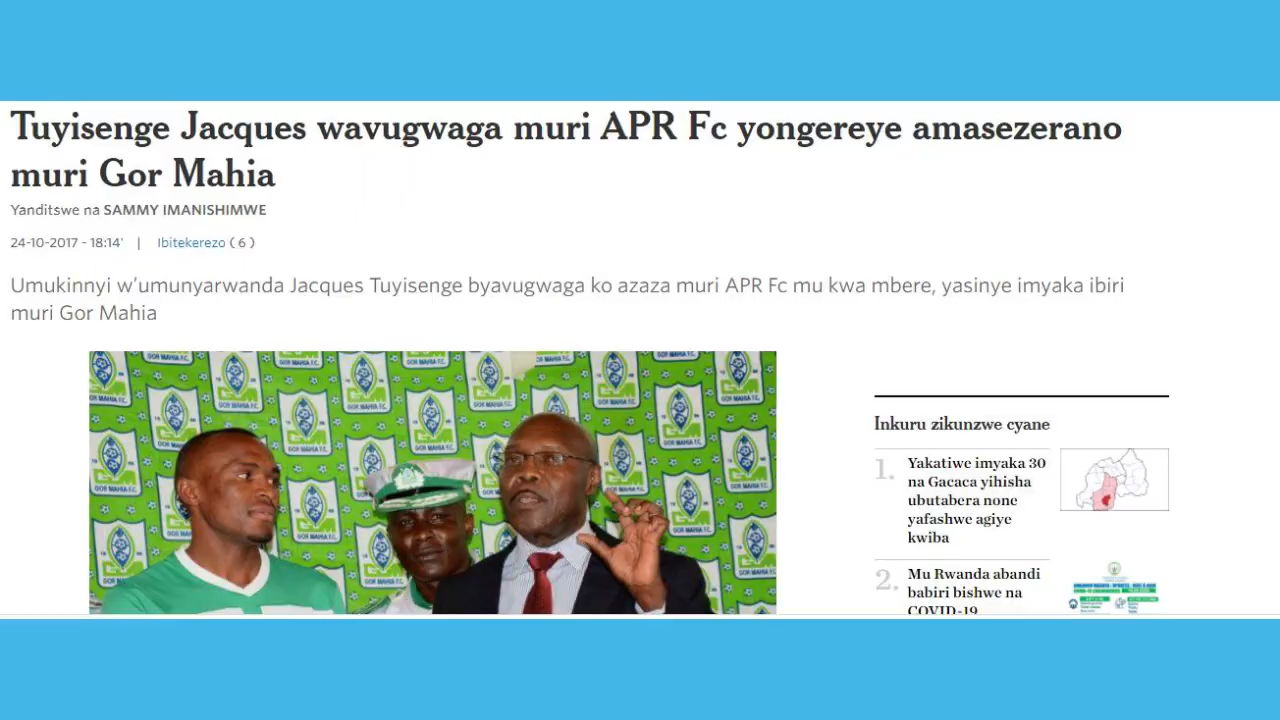 Tuyisenge Jacques wavugwaga muri APR Fc yongereye amasezerano
muri Gor Mahia
Yanditswe na SAMMY IMANISHIMWE
24-10-2017 - 18:14' | Ibitekerezo ( 6 )
Umukinnyi w'umunyarwanda Jacques Tuyisenge byavugwaga ko azaza muri APR Fc mu kwa mbere, yasinye imyaka ibiri
muri Gor Mahia
GOR MAHIA F.C.
Inkuru zikunzwe cyane
1. Yakatiwe imyaka 30
na Gacaca yihisha
ubutabera none
yafashwe agiye
kwiba
2. Mu Rwanda abandi
babiri bishwe na
COVID-19